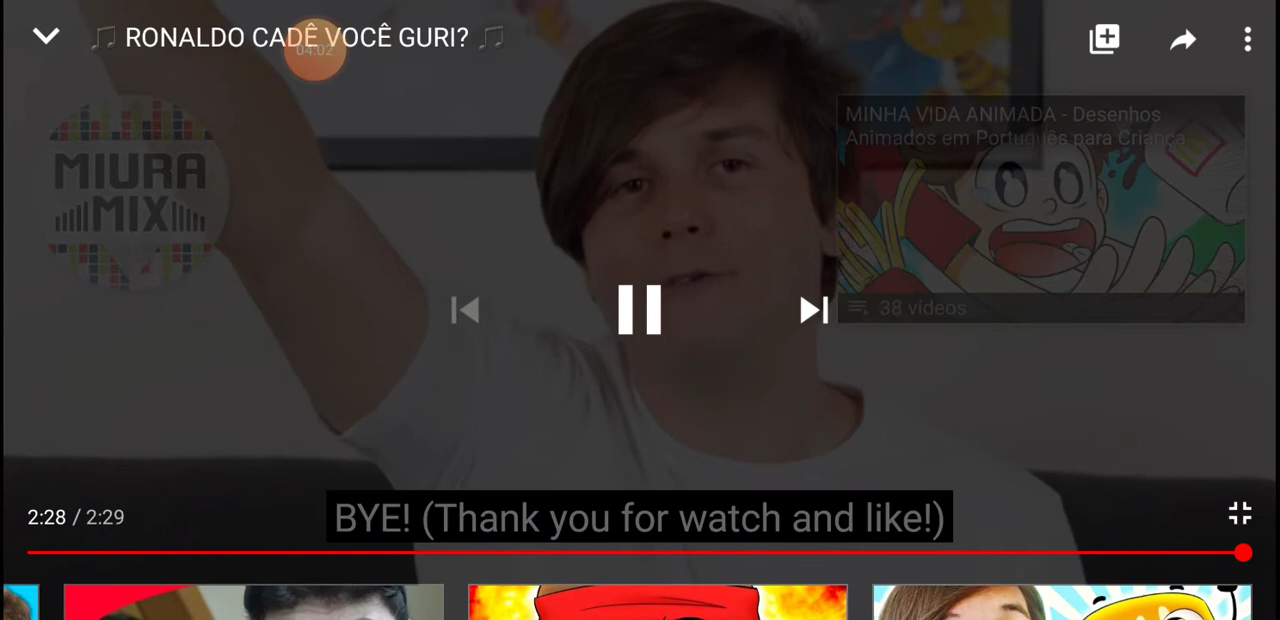 🎵 RONALDO CADÊ VOCÊ GURI? 🎵
04:02
MIURA
MIX
MINHA VIDA ANIMADA - Desenhos
Animados em Português para Criança
38 vídeos
BYE! (Thank you for watch and like!)
2:28 / 2:29